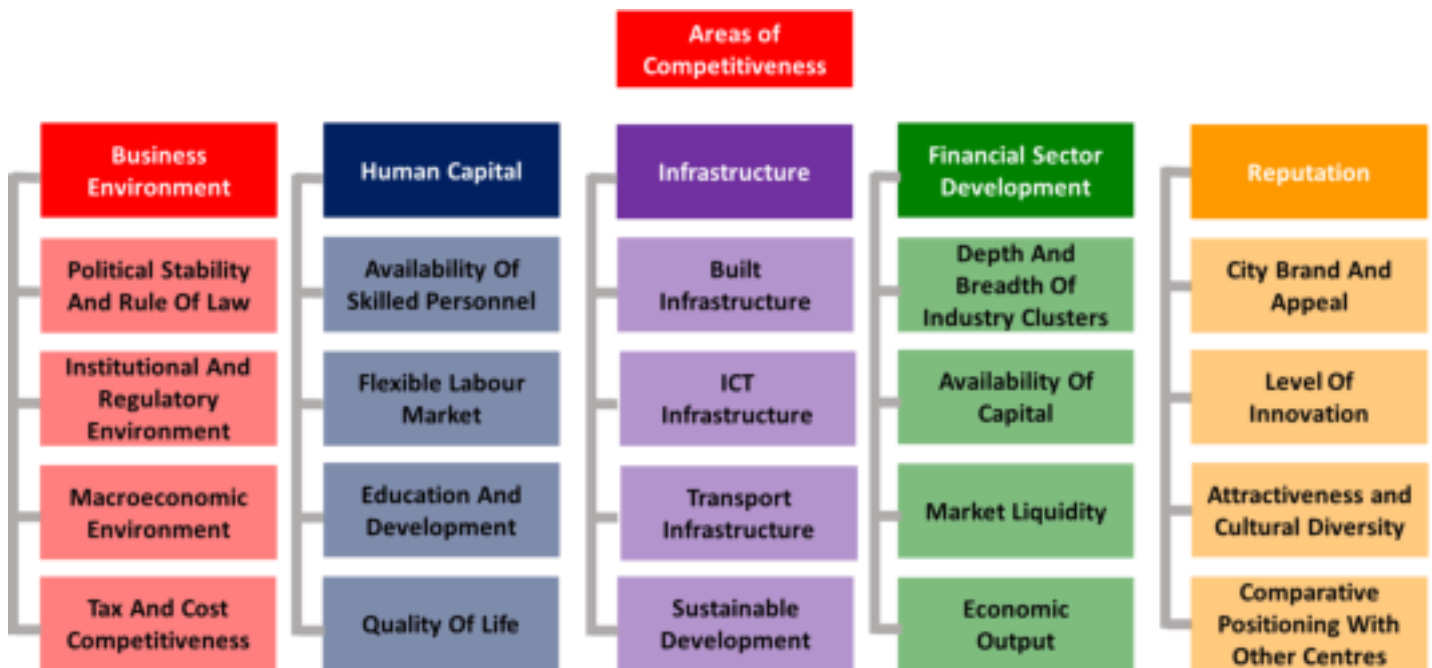 Areas of
Competitiveness
Business
Environment
Political Stability
And Rule Of Law
Institutional And
Regulatory
Environment
Macroeconomic
Environment
Tax And Cost
Competitiveness
Human Capital
Availability Of
Skilled Personnel
Flexible Labour
Market
Education And
Development
Quality Of Life
Infrastructure
Built
Infrastructure
ICT
Infrastructure
Transport
Infrastructure
Sustainable
Development
Financial Sector
Development
Depth And
Breadth Of
Industry Clusters
Availability Of
Capital
Market Liquidity
Economic
Output
Reputation
City Brand And
Appeal
Level Of
Innovation
Attractiveness and
Cultural Diversity
Comparative
Positioning With
Other Centres